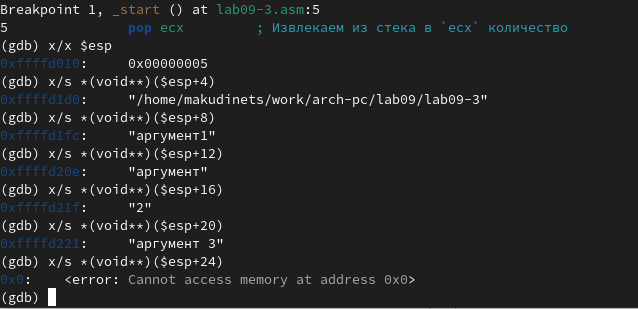 Breakpoint 1, _start () at lab09-3.asm:5
5 pop ecx ; Извлекаем из стека в `ecx` количество
(gdb) x/x $esp
0xffffd010: 0x00000005
(gdb) x/s *(void**)($esp+4)
0xffffd1d0: "/home/makudinets/work/arch-pc/lab09/lab09-3"
(gdb) x/s *(void**)($esp+8)
0xffffd1fc: "аргумент1"
(gdb) x/s *(void**)($esp+12)
0xffffd20e: "аргумент"
(gdb) x/s *(void**)($esp+16)
0xffffd21f: "2"
(gdb) x/s *(void**)($esp+20)
0xffffd221: "аргумент 3"
(gdb) x/s *(void**)($esp+24)
0x0: <error: Cannot access memory at address 0x0>
(gdb)